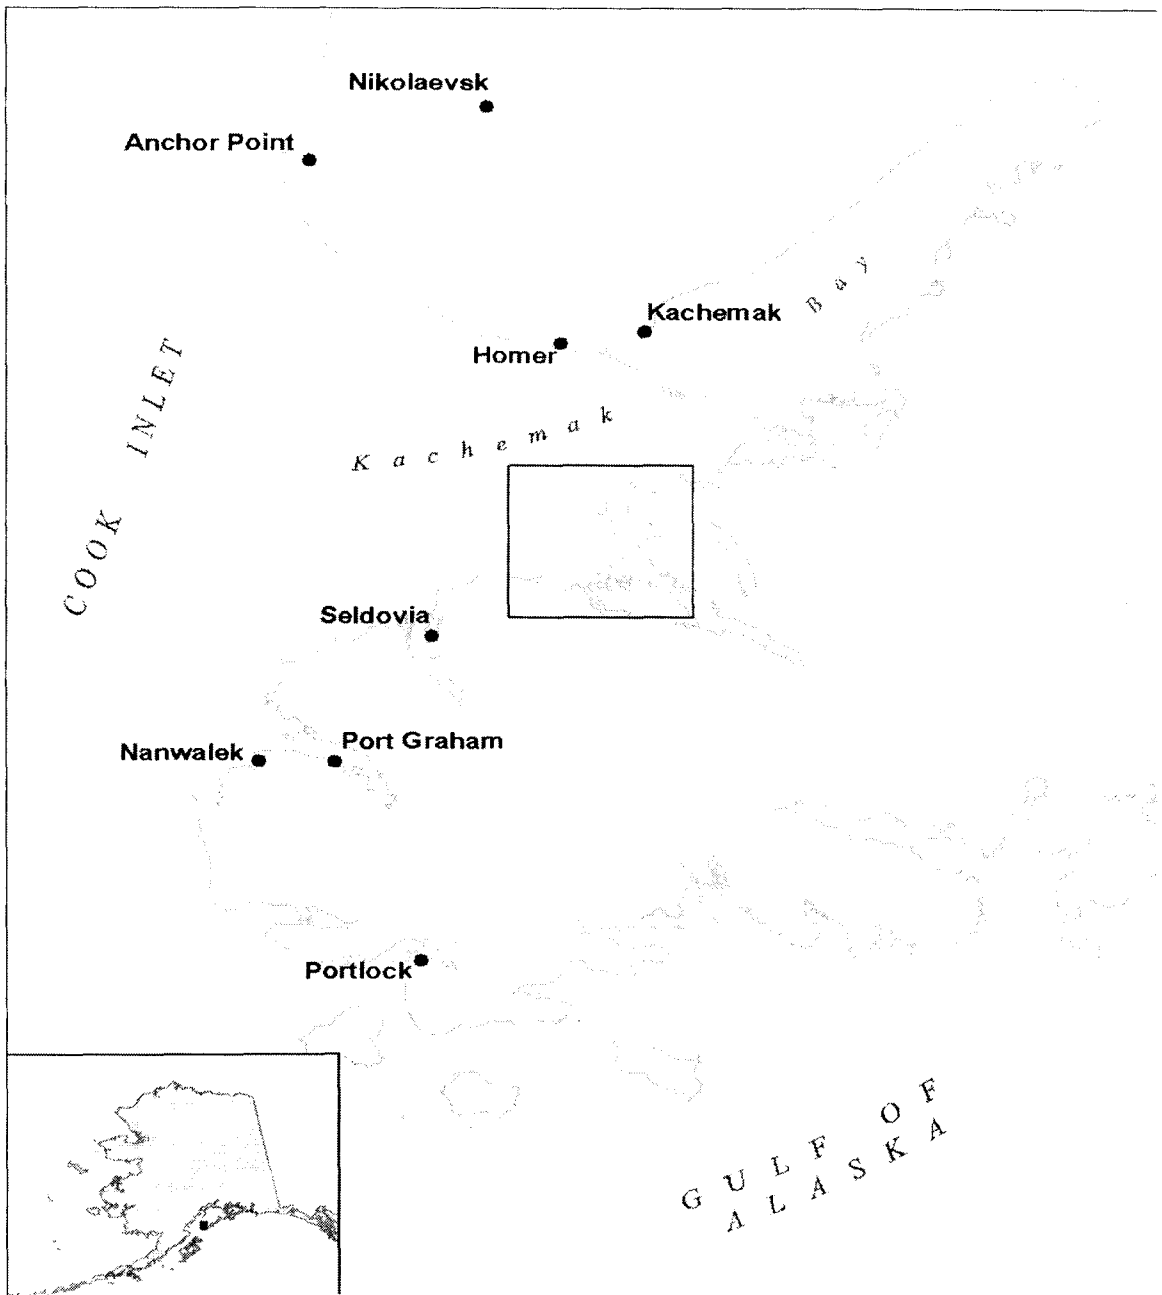 Nikolaevsk
Anchor Point
Kachemak
Bay
Homer
Kachemak
COOK INLET
Seldovia
Nanwalek
Port Graham
Portlock
GULF OF
ALASKA